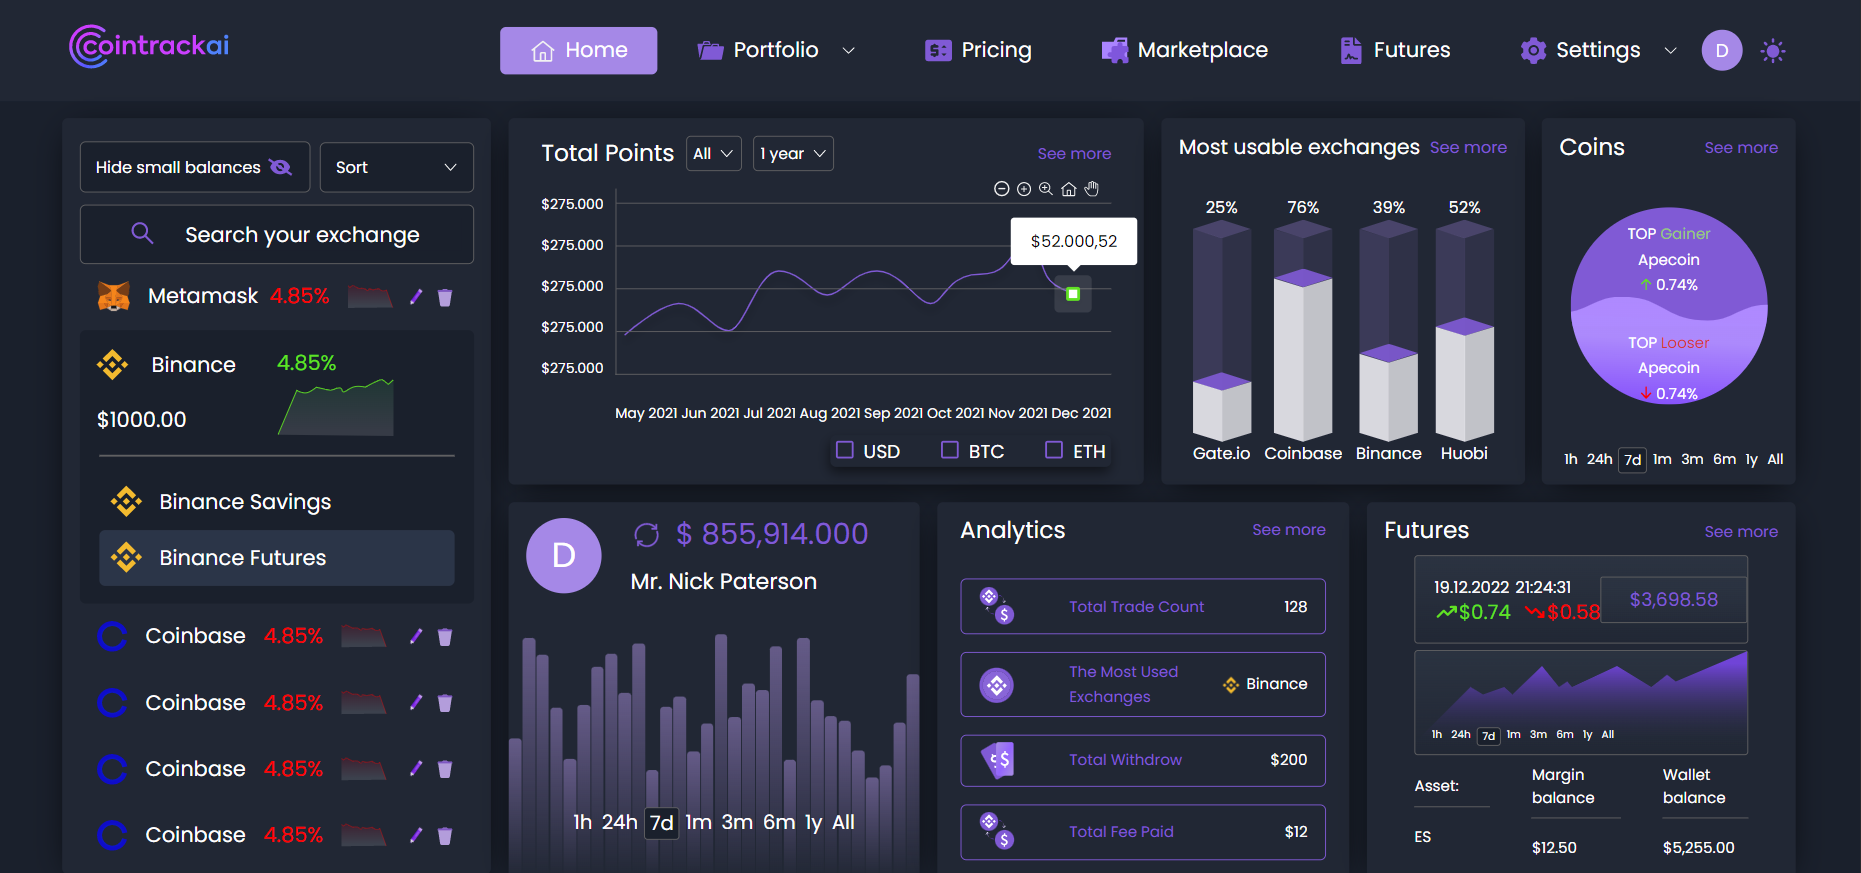 cointrackai
Home
Portfolio
Pricing
Marketplace
Futures
Settings
D
Hide small balances
Sort
Search your exchange
Metamask 4.85%
Binance 4.85%
$1000.00
Binance Savings
Binance Futures
Coinbase 4.85%
Coinbase 4.85%
Coinbase 4.85%
Coinbase 4.85%
Total Points All 1 year See more
$275.000
$275.000
$275.000
$275.000
$275.000
$52.000,52
May 2021 Jun 2021 Jul 2021 Aug 2021 Sep 2021 Oct 2021 Nov 2021 Dec 2021
USD BTC ETH
Most usable exchanges See more
25% 76% 39% 52%
Gate.io Coinbase Binance Huobi
Coins See more
TOP Gainer
Apecoin
0.74%
TOP Looser
Apecoin
0.74%
1h 24h 7d 1m 3m 6m 1y All
D
$ 855,914.000
Mr. Nick Paterson
1h 24h 7d 1m 3m 6m 1y All
Analytics See more
Total Trade Count 128
The Most Used
Exchanges
Binance
$ $
Total Withdrow $200
Total Fee Paid $12
Futures See more
19.12.2022 21:24:31
$0.74 $0.58
$3,698.58
1h 24h 7d 1m 3m 6m 1y All
Asset:
Margin
balance
Wallet
balance
ES
$12.50
$5,255.00